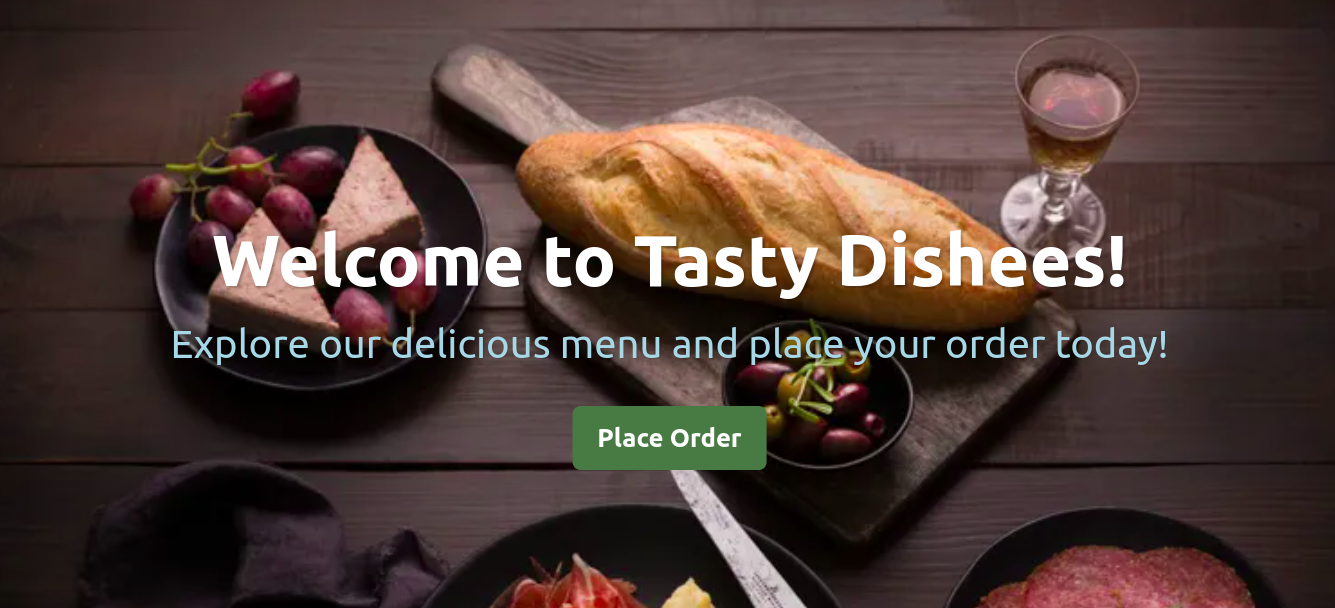 Welcome to Tasty Dishees!
Explore our delicious menu and place your order today!
Place Order